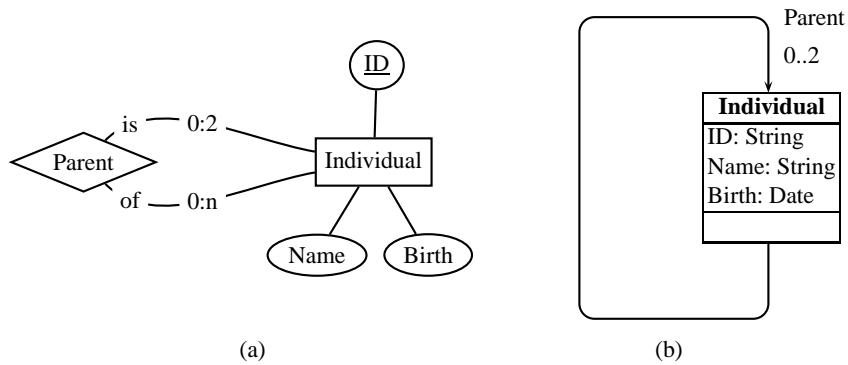 ID
is 0:2
Parent
Individual
of 0:n
Name
Birth
(a)
Parent
0..2
Individual
ID: String
Name: String
Birth: Date
(b)